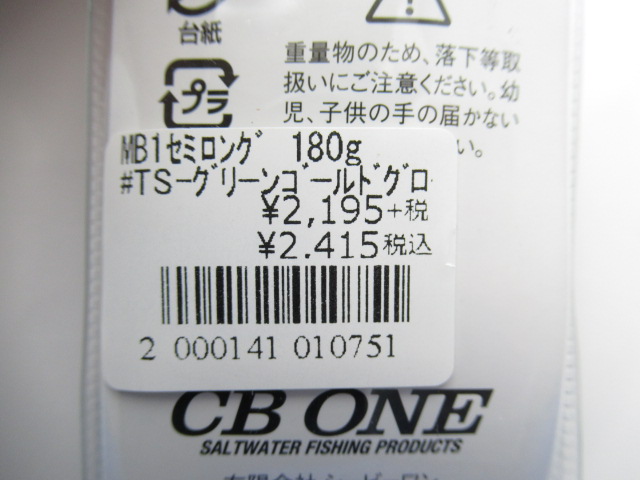 台紙
プラ
重量物のため、落下等取
扱いにご注意ください。幼
児、子供の手の届かない
い。
MB1ｾﾐﾛﾝｸﾞ 180g
#TS-ｸﾞﾘｰﾝｺﾞｰﾙﾄﾞｸﾞﾛ
¥2,195+税
¥2.415税込
2 000141 010751
CB ONE
SALTWATER FISHING PRODUCTS